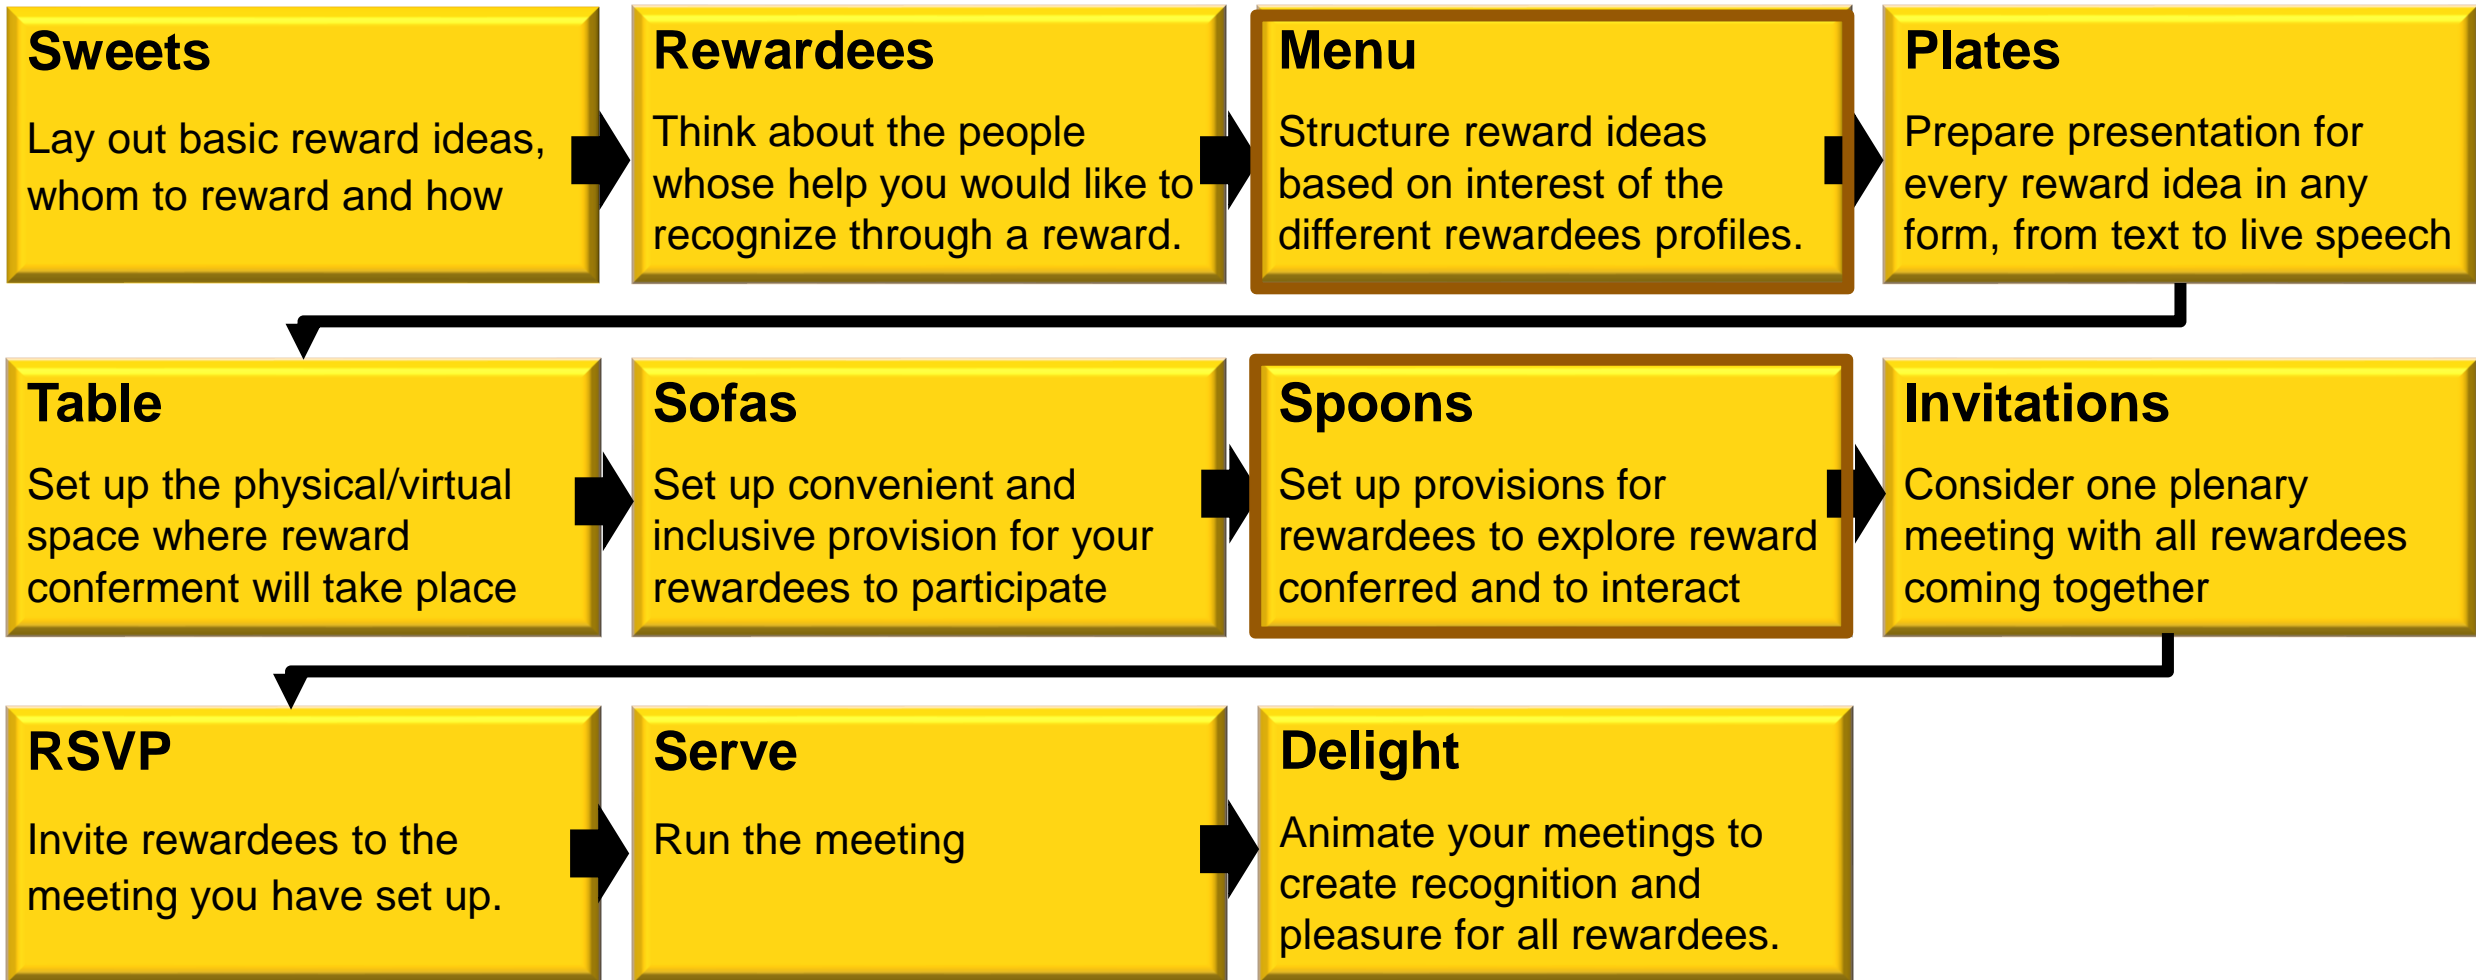 Sweets
Lay out basic reward ideas,
whom to reward and how
Rewardees
Think about the people
whose help you would like to
recognize through a reward.
Menu
Structure reward ideas
based on interest of the
different rewardees profiles.
Plates
Prepare presentation for
every reward idea in any
form, from text to live speech
Table
Set up the physical/virtual
space where reward
conferment will take place
Sofas
Set up convenient and
inclusive provision for your
rewardees to participate
Spoons
Set up provisions for
rewardees to explore reward
conferred and to interact
Invitations
Consider one plenary
meeting with all rewardees
coming together
RSVP
Invite rewardees to the
meeting you have set up.
Serve
Run the meeting
Delight
Animate your meetings to
create recognition and
pleasure for all rewardees.